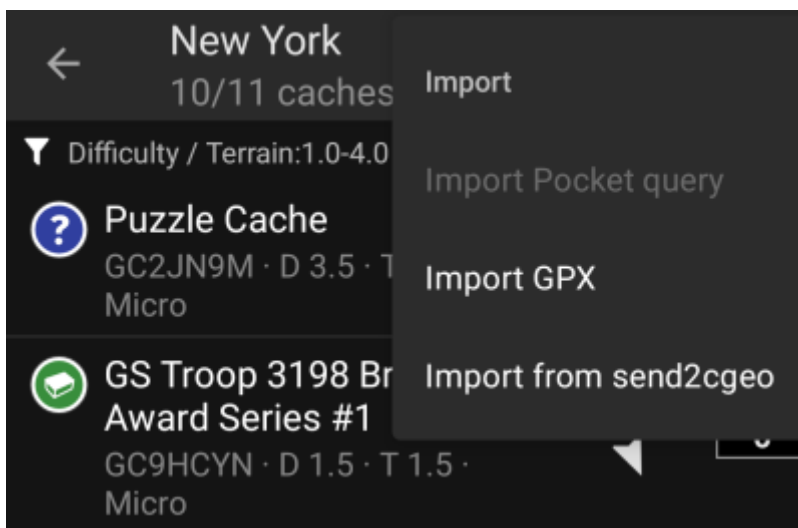 New York
10/11 caches
Import
Difficulty / Terrain:1.0-4.0
Import Pocket query
?
Puzzle Cache
GC2JN9M · D 3.5 ·
Micro
Import GPX
GS Troop 3198
Award Series #1
GC9HCYN · D 1.5 · T 1.5 ·
Micro
Import from send2cgeo